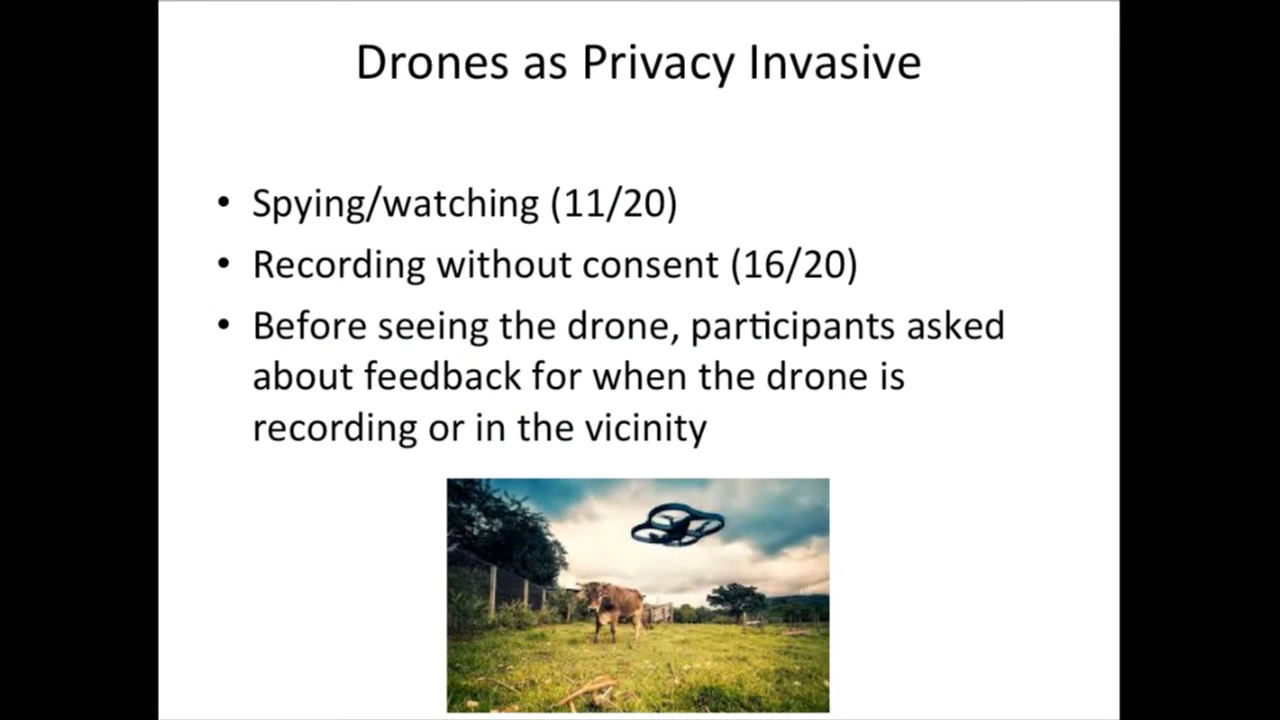 Drones as Privacy Invasive
• Spying/watching (11/20)
• Recording without consent (16/20)
• Before seeing the drone, participants asked
about feedback for when the drone is
recording or in the vicinity